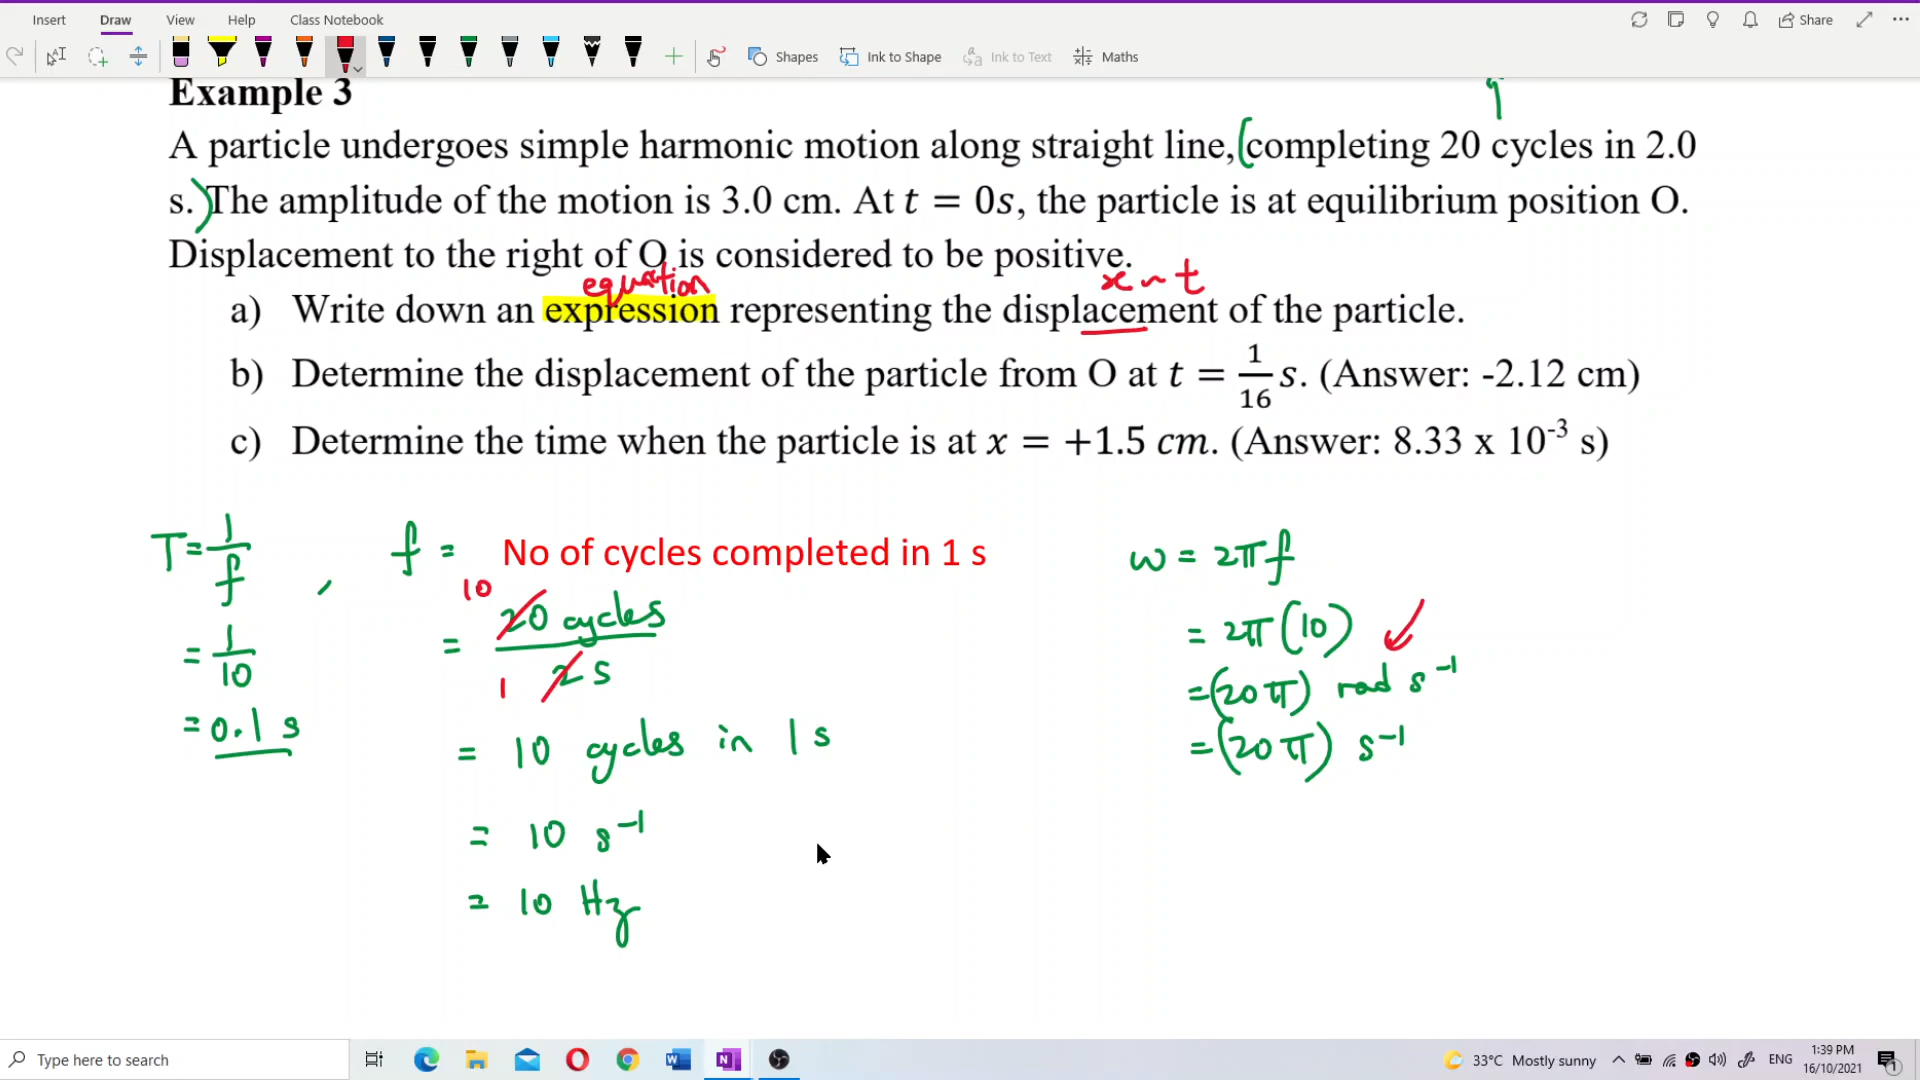 Insert Draw View Help Class Notebook Share
Shapes Ink to Shape Ink to Text Maths
Example 3
A particle undergoes simple harmonic motion along straight line, (completing 20 cycles in 2.0
s.) The amplitude of the motion is 3.0 cm. At t = 0s, the particle is at equilibrium position O.
Displacement to the right of O is considered to be positive.
equation x ~ t
a) Write down an expression representing the displacement of the particle.
b) Determine the displacement of the particle from O at t = 1/16 s. (Answer: -2.12 cm)
c) Determine the time when the particle is at x = +1.5 cm. (Answer: 8.33 x 10⁻³ s)
T = 1/f ,
= 1/10
= 0.1 s
f = No of cycles completed in 1 s
10
= 20 cycles / 2 s
1
= 10 cycles in 1 s
= 10 s⁻¹
= 10 Hz
ω = 2πf
= 2π(10)
= (20π) rad s⁻¹
= (20π) s⁻¹
Type here to search 33°C Mostly sunny ENG 1:39 PM
16/10/2021 1